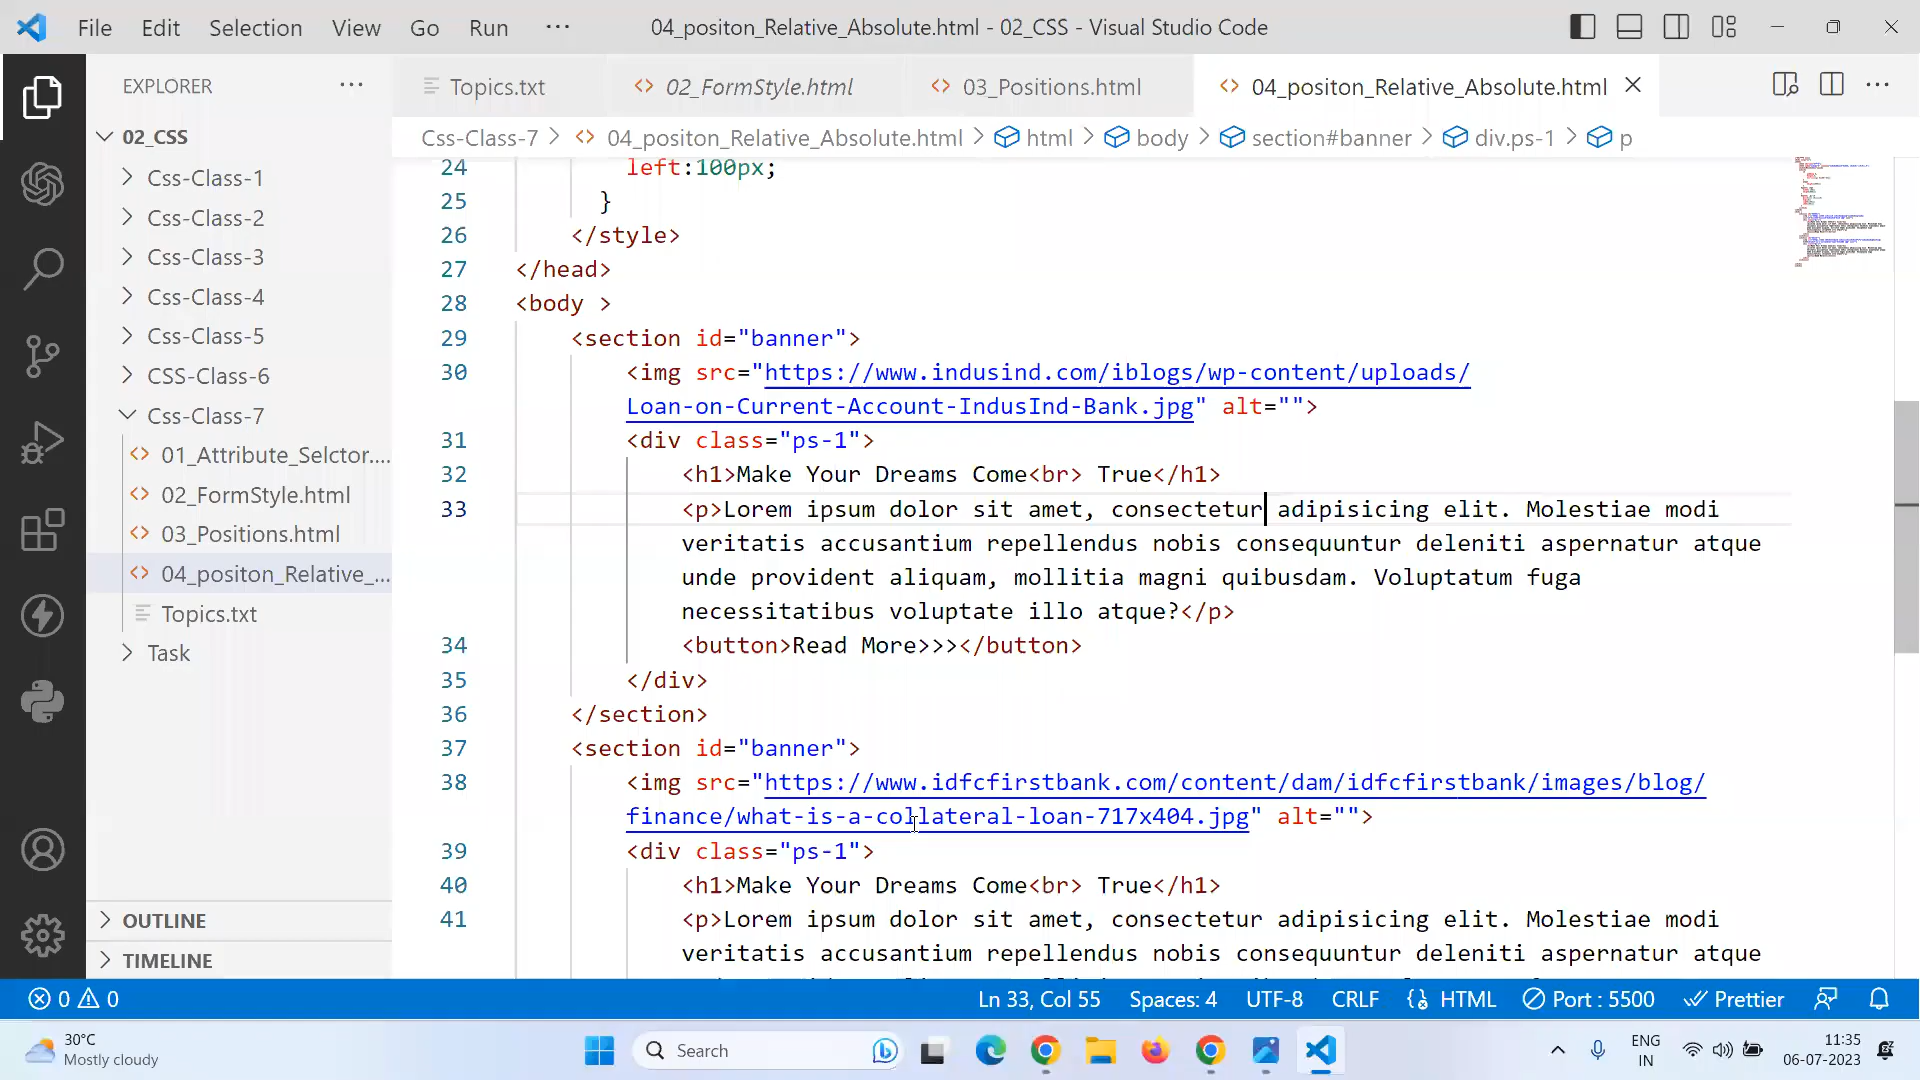 File Edit Selection View Go Run ··· 04_positon_Relative_Absolute.html - 02_CSS - Visual Studio Code
EXPLORER ···
Topics.txt 02_FormStyle.html 03_Positions.html 04_positon_Relative_Absolute.html
Css-Class-7 > 04_positon_Relative_Absolute.html > html > body > section#banner > div.ps-1 > p
02_CSS
Css-Class-1
Css-Class-2
Css-Class-3
Css-Class-4
Css-Class-5
CSS-Class-6
Css-Class-7
01_Attribute_Selctor....
02_FormStyle.html
03_Positions.html
04_positon_Relative_...
Topics.txt
Task
OUTLINE
TIMELINE
24 left:100px;
25 }
26 </style>
27 </head>
28 <body >
29 <section id="banner">
30 <img src="https://www.indusind.com/iblogs/wp-content/uploads/
Loan-on-Current-Account-IndusInd-Bank.jpg" alt="">
31 <div class="ps-1">
32 <h1>Make Your Dreams Come<br> True</h1>
33 <p>Lorem ipsum dolor sit amet, consectetur adipisicing elit. Molestiae modi
veritatis accusantium repellendus nobis consequuntur deleniti aspernatur atque
unde provident aliquam, mollitia magni quibusdam. Voluptatum fuga
necessitatibus voluptate illo atque?</p>
34 <button>Read More>>></button>
35 </div>
36 </section>
37 <section id="banner">
38 <img src="https://www.idfcfirstbank.com/content/dam/idfcfirstbank/images/blog/
finance/what-is-a-collateral-loan-717x404.jpg" alt="">
39 <div class="ps-1">
40 <h1>Make Your Dreams Come<br> True</h1>
41 <p>Lorem ipsum dolor sit amet, consectetur adipisicing elit. Molestiae modi
veritatis accusantium repellendus nobis consequuntur deleniti aspernatur atque
0 0 Ln 33, Col 55 Spaces: 4 UTF-8 CRLF HTML Port : 5500 Prettier
30°C
Mostly cloudy
Search
ENG
IN
11:35
06-07-2023